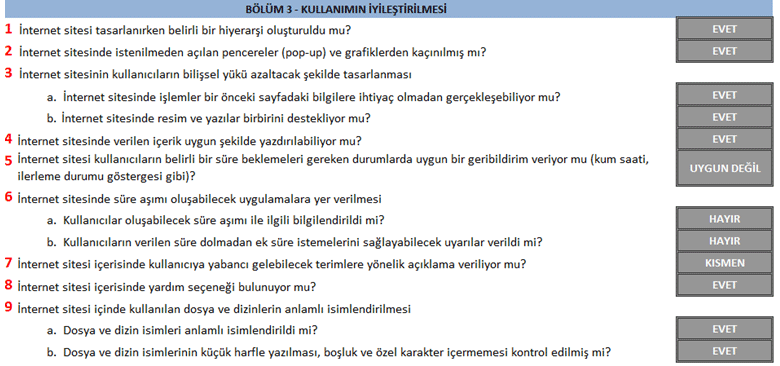 BÖLÜM 3 - KULLANIMIN İYİLEŞTİRİLMESİ
1 İnternet sitesi tasarlanırken belirli bir hiyerarşi oluşturuldu mu? EVET
2 İnternet sitesinde istenilmeden açılan pencereler (pop-up) ve grafiklerden kaçınılmış mı? EVET
3 İnternet sitesinin kullanıcıların bilişsel yükü azaltacak şekilde tasarlanması
a. İnternet sitesinde işlemler bir önceki sayfadaki bilgilere ihtiyaç olmadan gerçekleşebiliyor mu? EVET
b. İnternet sitesinde resim ve yazılar birbirini destekliyor mu? EVET
4 İnternet sitesinde verilen içerik uygun şekilde yazdırılabiliyor mu? EVET
5 İnternet sitesi kullanıcıların belirli bir süre beklemeleri gereken durumlarda uygun bir geribildirim veriyor mu (kum saati,
ilerleme durumu göstergesi gibi)? UYGUN DEĞİL
6 İnternet sitesinde süre aşımı oluşabilecek uygulamalara yer verilmesi
a. Kullanıcılar oluşabilecek süre aşımı ile ilgili bilgilendirildi mi? HAYIR
b. Kullanıcıların verilen süre dolmadan ek süre istemelerini sağlayabilecek uyarılar verildi mi? HAYIR
7 İnternet sitesi içerisinde kullanıcıya yabancı gelebilecek terimlere yönelik açıklama veriliyor mu? KISMEN
8 İnternet sitesi içerisinde yardım seçeneği bulunuyor mu? EVET
9 İnternet sitesi içinde kullanılan dosya ve dizinlerin anlamlı isimlendirilmesi
a. Dosya ve dizin isimleri anlamlı isimlendirildi mi? EVET
b. Dosya ve dizin isimlerinin küçük harfle yazılması, boşluk ve özel karakter içermemesi kontrol edilmiş mi? EVET